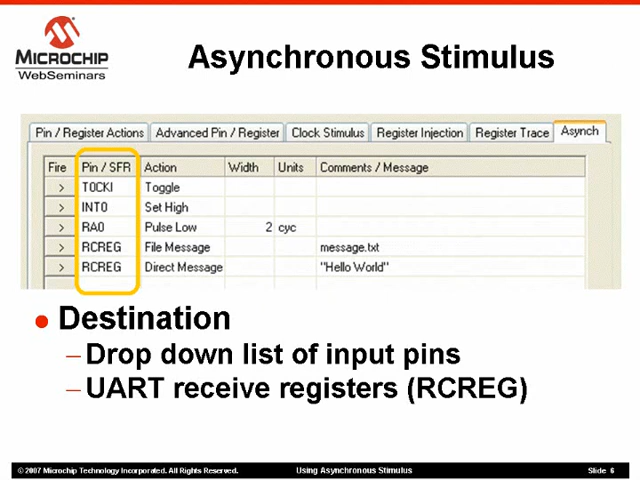 MICROCHIP
WebSeminars
Asynchronous Stimulus
Pin / Register Actions Advanced Pin / Register Clock Stimulus Register Injection Register Trace Asynch
Fire Pin / SFR Action Width Units Comments / Message
> T0CKI Toggle
> INT0 Set High
> RA0 Pulse Low 2 cyc
> RCREG File Message message.txt
> RCREG Direct Message "Hello World"
● Destination
– Drop down list of input pins
– UART receive registers (RCREG)
© 2007 Microchip Technology Incorporated. All Rights Reserved. Using Asynchronous Stimulus Slide 6